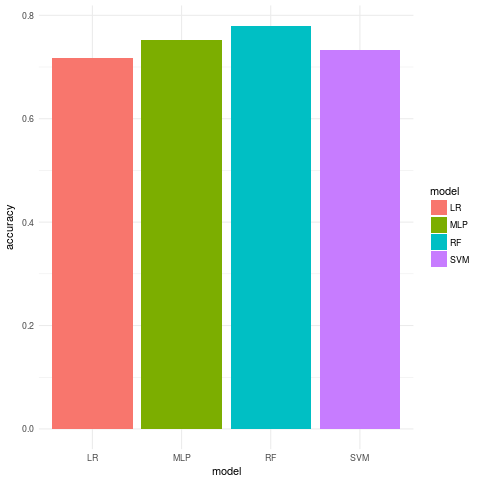 0.8
0.6
0.4
0.2
0.0
accuracy
LR
MLP
RF
SVM
model
model
LR
MLP
RF
SVM